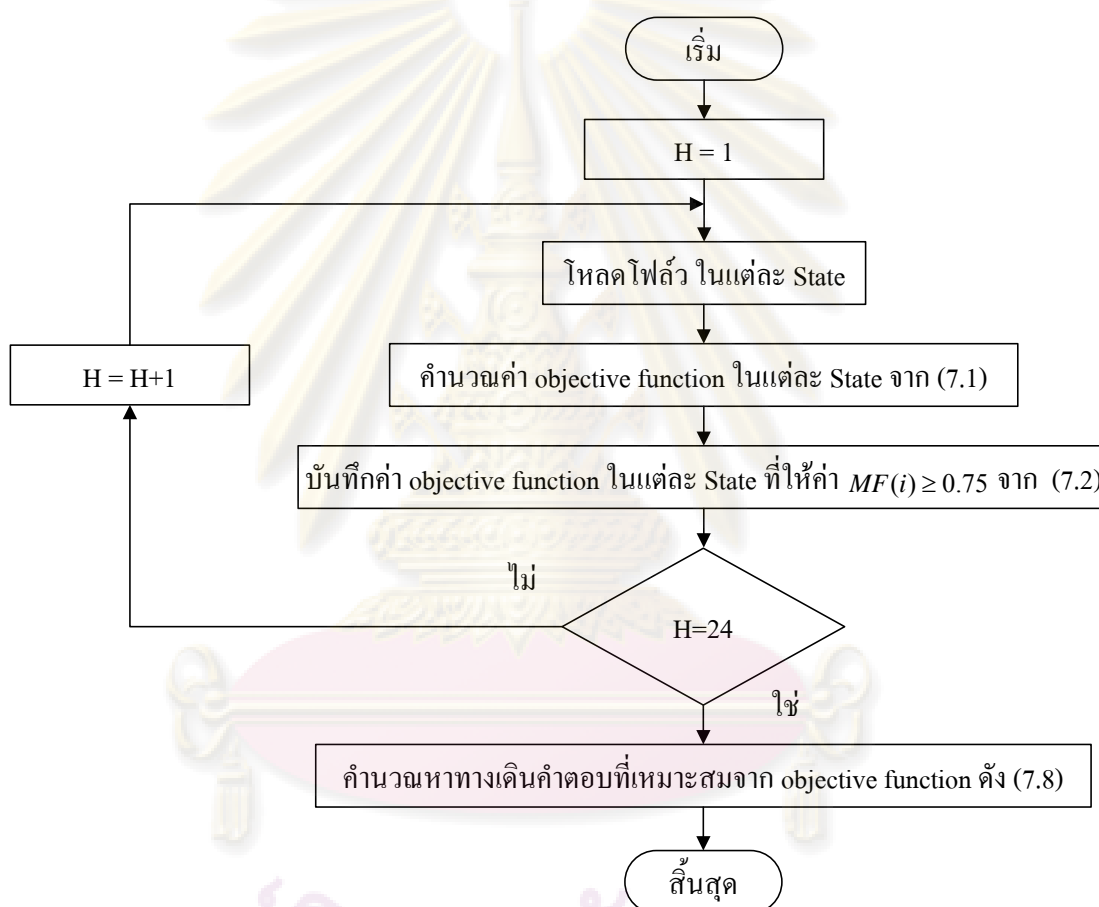 เริ่ม
H = 1
โหลดโฟล์ว ในแต่ละ State
H = H+1
คำนวณค่า objective function ในแต่ละ State จาก (7.1)
บันทึกค่า objective function ในแต่ละ State ที่ให้ค่า MF(i) ≥ 0.75 จาก (7.2)
ไม่
H=24
ใช่
คำนวณหาทางเดินคำตอบที่เหมาะสมจาก objective function ดัง (7.8)
สิ้นสุด